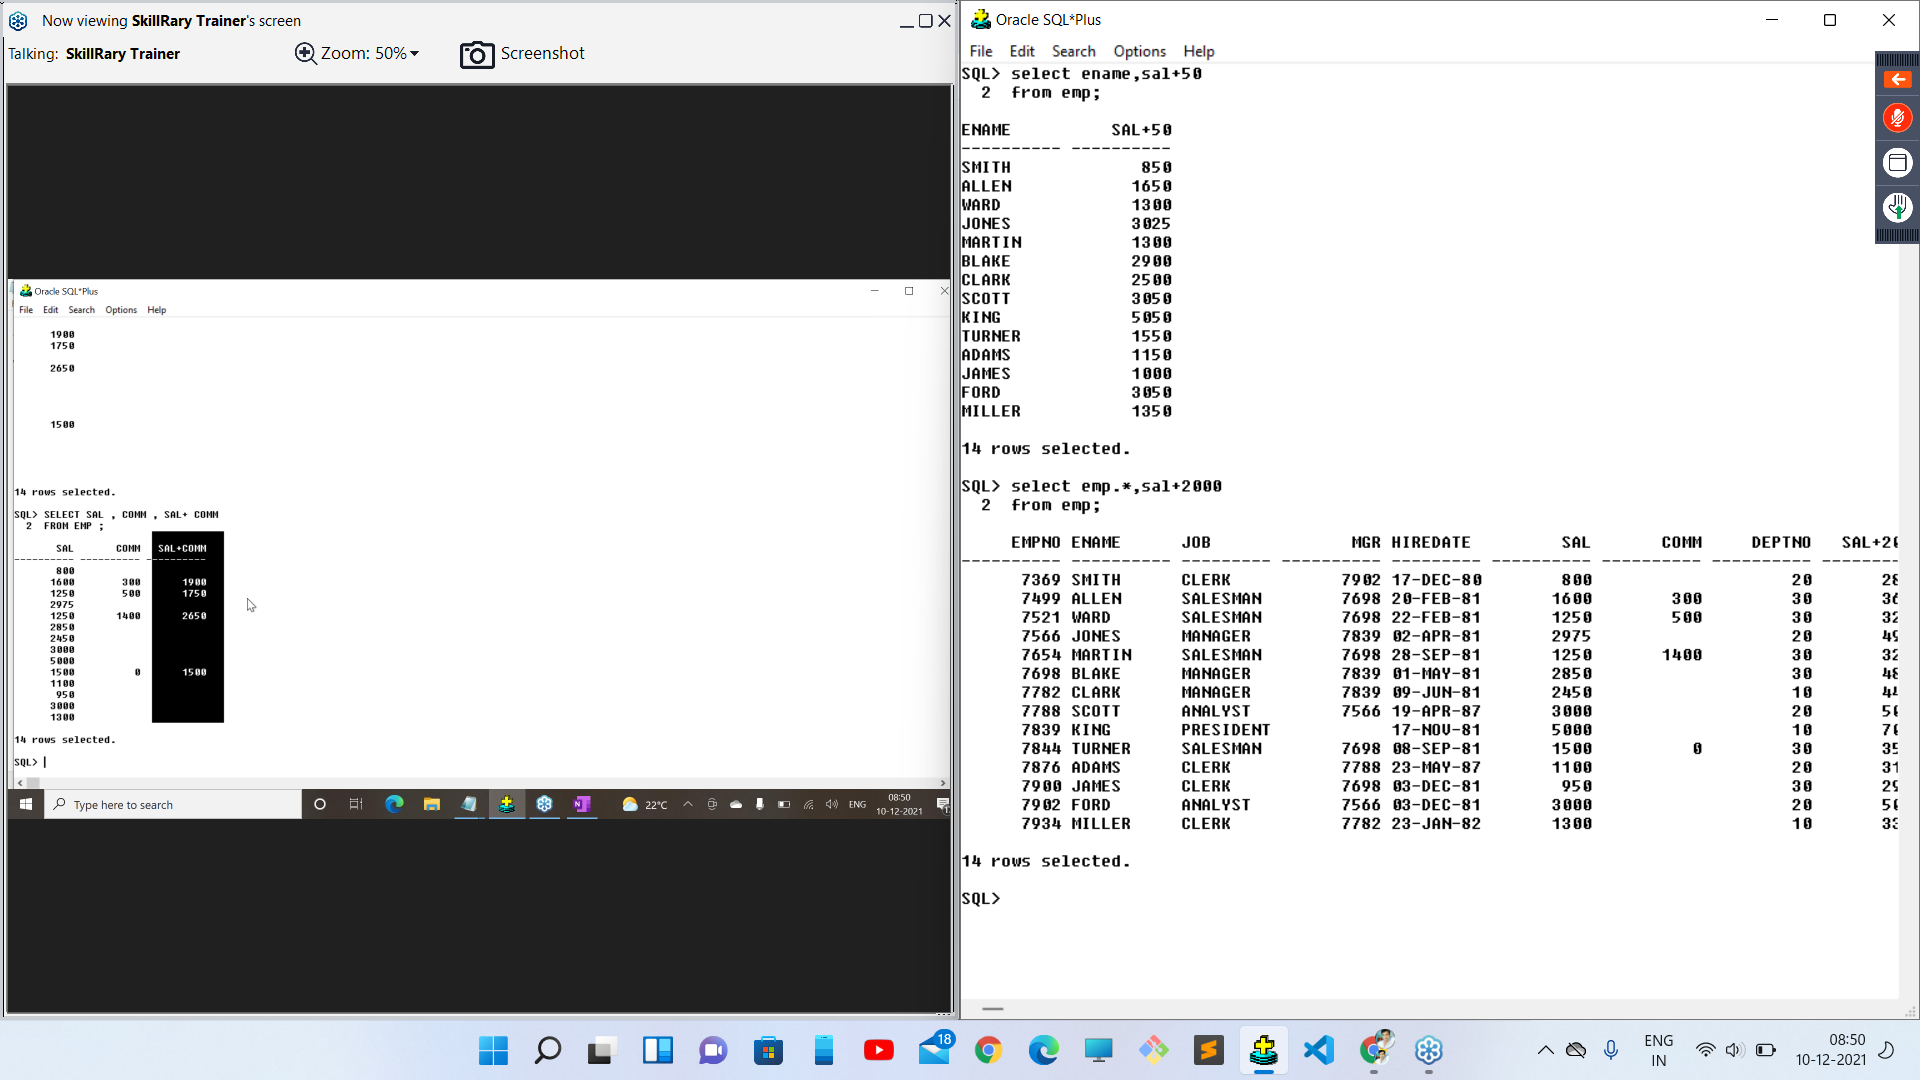 Now viewing SkillRary Trainer's screen
Talking: SkillRary Trainer
Zoom: 50%
Screenshot
Oracle SQL*Plus
File Edit Search Options Help
1900
1750
2650
1500
14 rows selected.
SQL> SELECT SAL , COMM , SAL+ COMM
2 FROM EMP ;
SAL COMM SAL+COMM
---------- ---------- ----------
800
1600 300 1900
1250 500 1750
2975
1250 1400 2650
2850
2450
3000
5000
1500 0 1500
1100
950
3000
1300
14 rows selected.
SQL>
Type here to search
22°C
ENG
08:50
10-12-2021
Oracle SQL*Plus
File Edit Search Options Help
SQL> select ename,sal+50
2 from emp;
ENAME SAL+50
---------- ----------
SMITH 850
ALLEN 1650
WARD 1300
JONES 3025
MARTIN 1300
BLAKE 2900
CLARK 2500
SCOTT 3050
KING 5050
TURNER 1550
ADAMS 1150
JAMES 1000
FORD 3050
MILLER 1350
14 rows selected.
SQL> select emp.*,sal+2000
2 from emp;
EMPNO ENAME JOB MGR HIREDATE SAL COMM DEPTNO SAL+20
---------- ---------- --------- ---------- --------- ---------- ---------- ---------- --------
7369 SMITH CLERK 7902 17-DEC-80 800 20 28
7499 ALLEN SALESMAN 7698 20-FEB-81 1600 300 30 36
7521 WARD SALESMAN 7698 22-FEB-81 1250 500 30 32
7566 JONES MANAGER 7839 02-APR-81 2975 20 49
7654 MARTIN SALESMAN 7698 28-SEP-81 1250 1400 30 32
7698 BLAKE MANAGER 7839 01-MAY-81 2850 30 48
7782 CLARK MANAGER 7839 09-JUN-81 2450 10 44
7788 SCOTT ANALYST 7566 19-APR-87 3000 20 50
7839 KING PRESIDENT 17-NOV-81 5000 10 70
7844 TURNER SALESMAN 7698 08-SEP-81 1500 0 30 35
7876 ADAMS CLERK 7788 23-MAY-87 1100 20 31
7900 JAMES CLERK 7698 03-DEC-81 950 30 29
7902 FORD ANALYST 7566 03-DEC-81 3000 20 50
7934 MILLER CLERK 7782 23-JAN-82 1300 10 33
14 rows selected.
SQL>
18
ENG
IN
08:50
10-12-2021